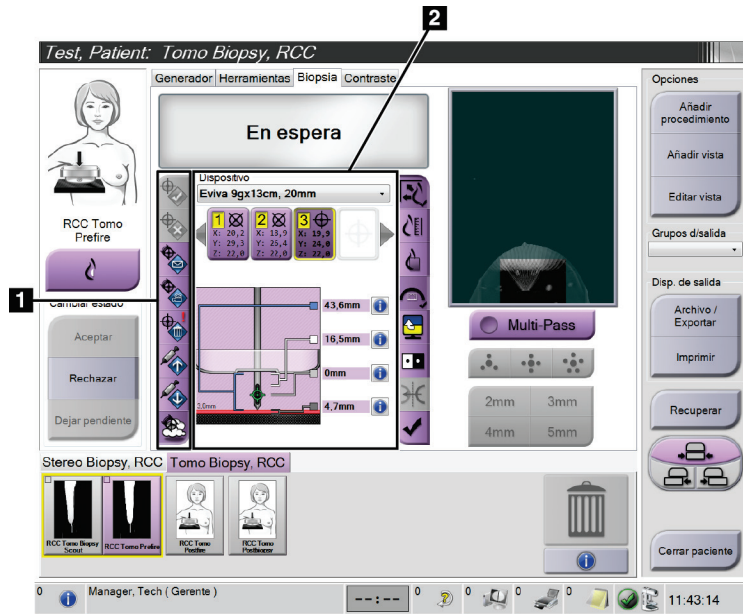 2
Test, Patient: Tomo Biopsy, RCC
Generador Herramientas Biopsia Contraste
En espera
Dispositivo
Eviva 9gx13cm, 20mm
1 2 3
X: 20,2 X: 13,9 X: 19,9
Y: 29,3 Y: 25,4 Y: 24,0
Z: 22,0 Z: 22,0 Z: 22,0
RCC Tomo
Prefire
1
Cambiar estado
Aceptar
Rechazar
Dejar pendiente
43,6mm
16,5mm
0mm
4,7mm
3,0mm
Multi-Pass
2mm 3mm
4mm 5mm
Opciones
Añadir
procedimiento
Añadir vista
Editar vista
Grupos d/salida
Disp. de salida
Archivo /
Exportar
Imprimir
Recuperar
Cerrar paciente
Stereo Biopsy, RCC Tomo Biopsy, RCC
RCC Tomo Biopsy
Scout
RCC Tomo Prefire
RCC Tomo
Postfire
RCC Tomo
Postbiopsy
0 Manager, Tech ( Gerente ) --:-- 0 0 0 0 11:43:14